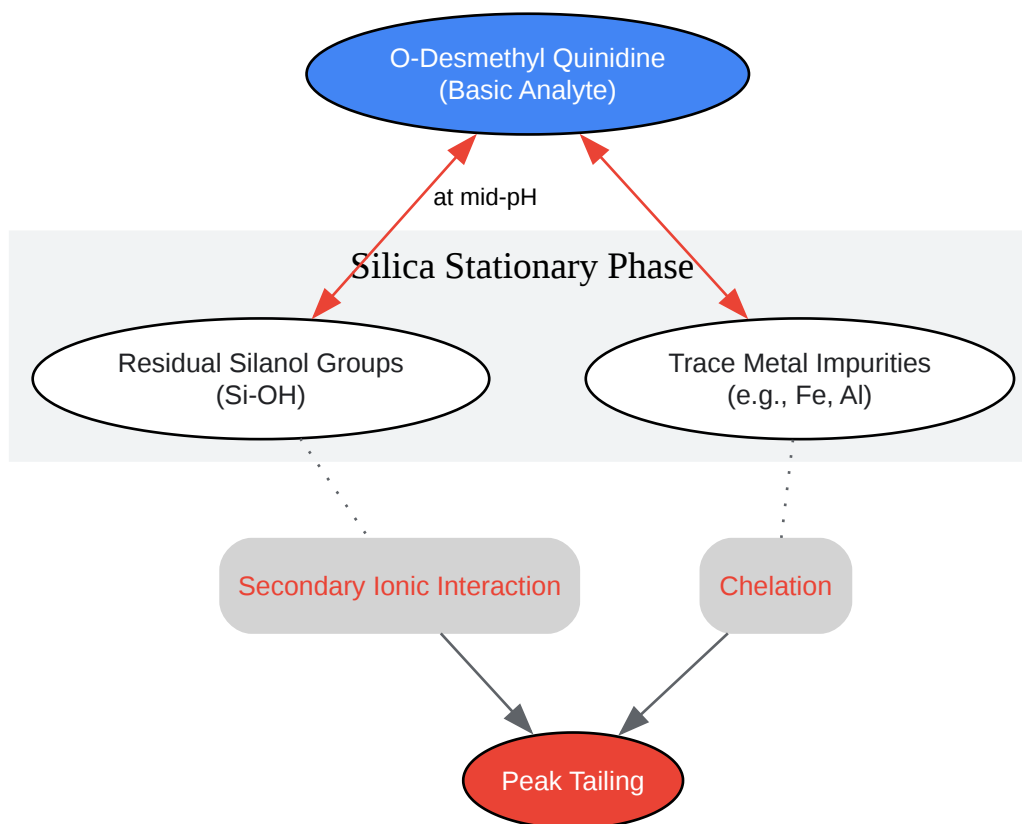 O-Desmethyl Quinidine
(Basic Analyte)
at mid-pH
Silica Stationary Phase
Residual Silanol Groups
(Si-OH)
Trace Metal Impurities
(e.g., Fe, Al)
Secondary Ionic Interaction
Chelation
Peak Tailing